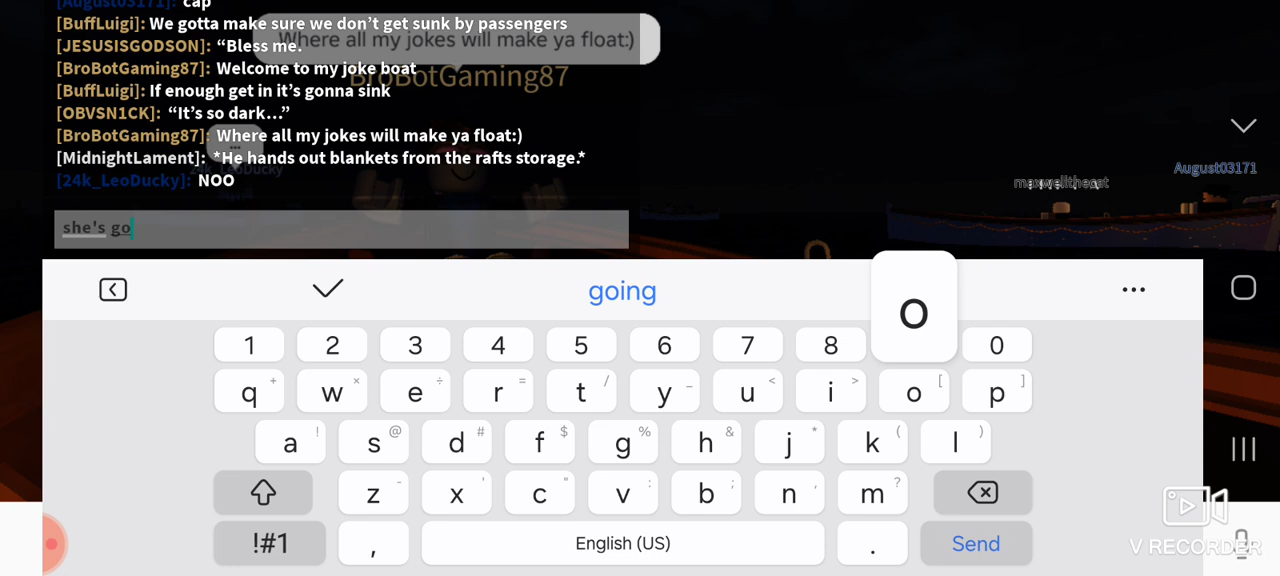 [August03171]: cap
[BuffLuigi]: We gotta make sure we don't get sunk by passengers
[JESUSISGODSON]: “Bless me.
Where all my jokes will make ya float:)
[BroBotGaming87]: Welcome to my joke boat
BroBotGaming87
[BuffLuigi]: If enough get in it's gonna sink
[OBVSN1CK]: “It's so dark...”
[BroBotGaming87]: Where all my jokes will make ya float:)
...
[MidnightLament]: *He hands out blankets from the rafts storage.*
24k_LeoDucky
[24k_LeoDucky]: NOO
August03171
maxwellthecat
she's go
going
...
o
1 2 3 4 5 6 7 8 0
q + w × e ÷ r = t / y _ u < i > o [ p ]
a ! s @ d # f $ g % h & j * k ( l )
z - x ' c " v : b ; n , m ?
!#1 , English (US) . Send
V RECORDER